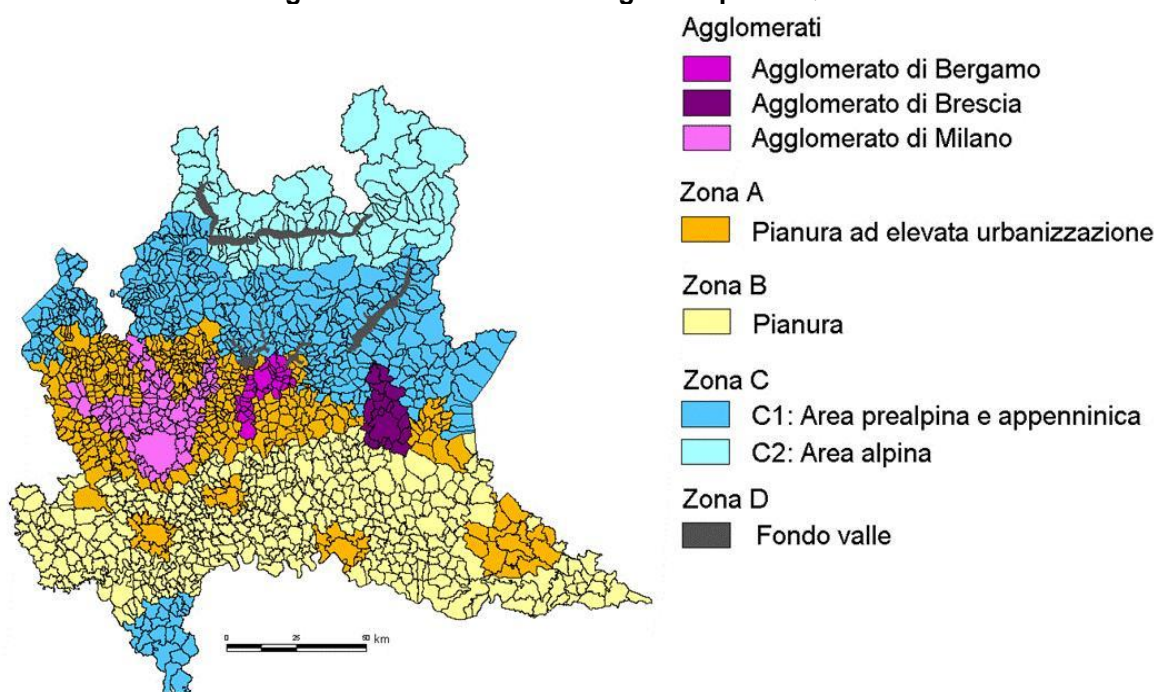 Agglomerati
Agglomerato di Bergamo
Agglomerato di Brescia
Agglomerato di Milano
Zona A
Pianura ad elevata urbanizzazione
Zona B
Pianura
Zona C
C1: Area prealpina e appenninica
C2: Area alpina
Zona D
Fondo valle
0 25 50 km